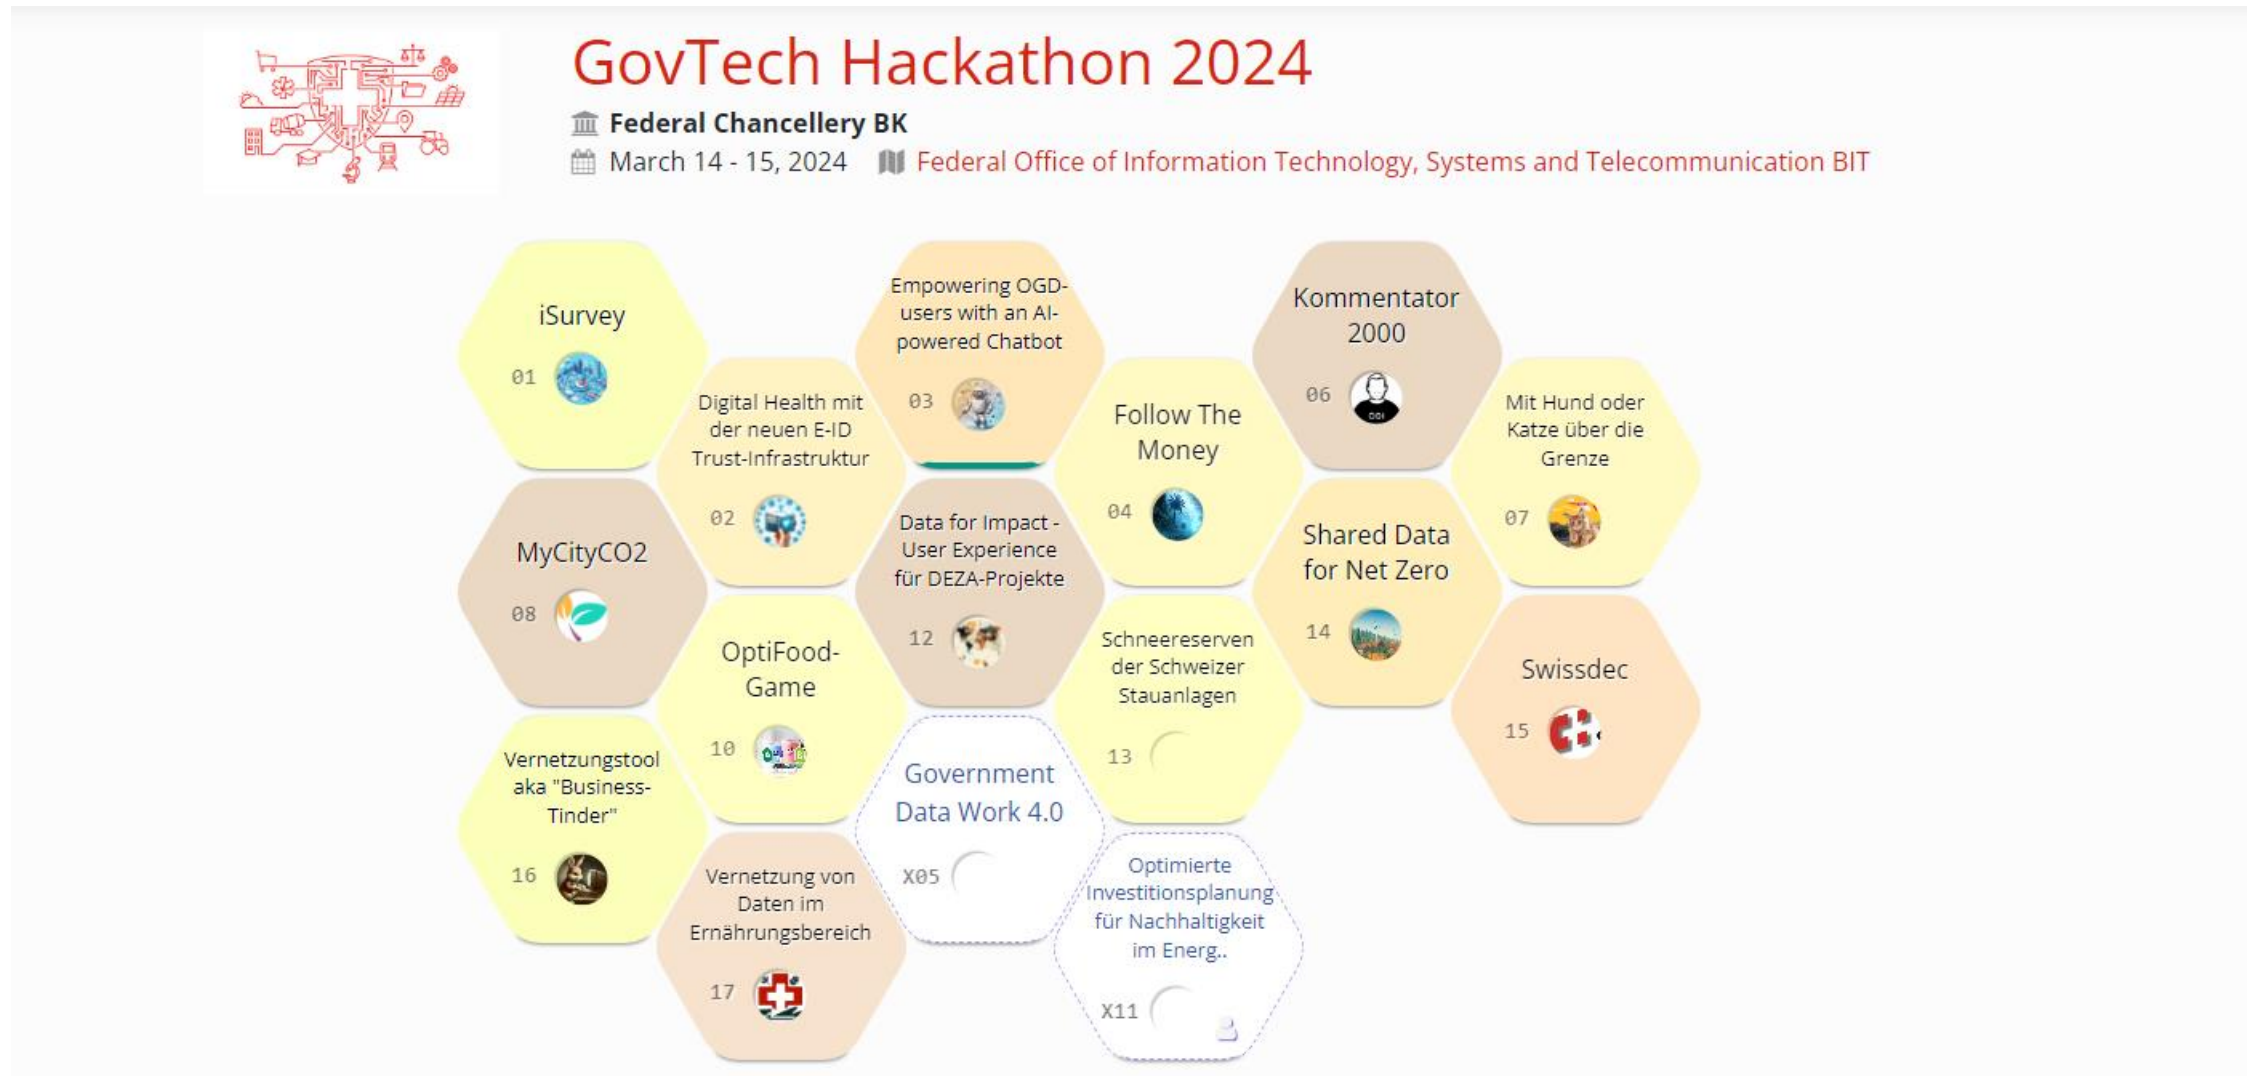 GovTech Hackathon 2024
Federal Chancellery BK
March 14 - 15, 2024 Federal Office of Information Technology, Systems and Telecommunication BIT
iSurvey
01
Digital Health mit
der neuen E-ID
Trust-Infrastruktur
02
Empowering OGD-
users with an AI-
powered Chatbot
03
Follow The
Money
04
Kommentator
2000
06
Mit Hund oder
Katze über die
Grenze
07
MyCityCO2
08
OptiFood-
Game
10
Data for Impact -
User Experience
für DEZA-Projekte
12
Schneereserven
der Schweizer
Stauanlagen
13
Shared Data
for Net Zero
14
Swissdec
15
Vernetzungstool
aka "Business-
Tinder"
16
Vernetzung von
Daten im
Ernährungsbereich
17
Government
Data Work 4.0
X05
Optimierte
Investitionsplanung
für Nachhaltigkeit
im Energ..
X11